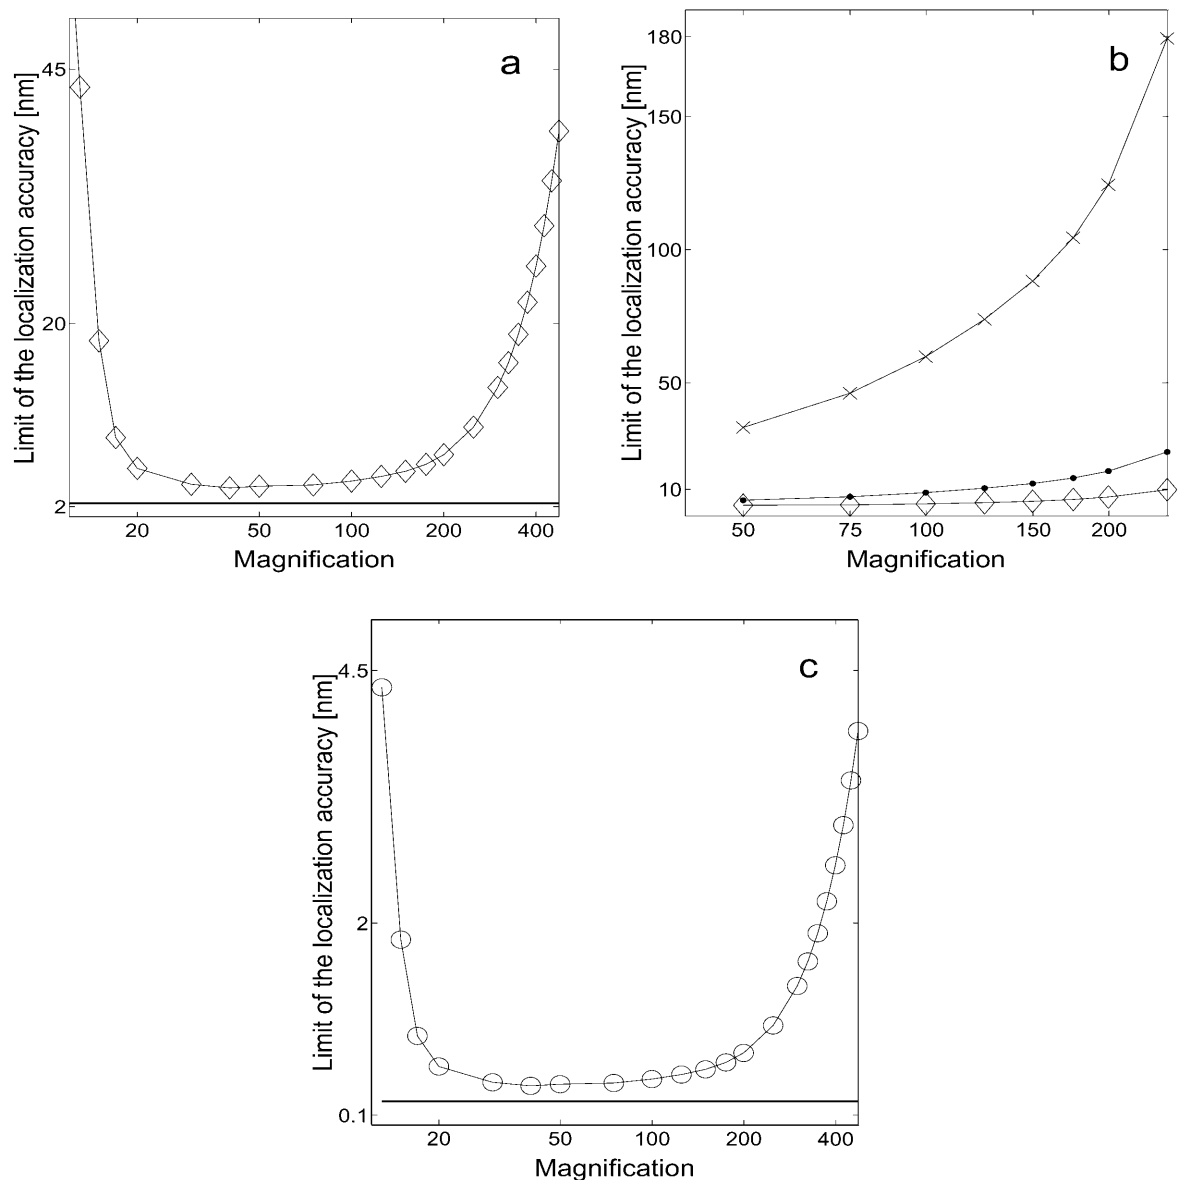 a
Limit of the localization accuracy [nm]
45
20
2
20 50 100 200 400
Magnification
b
Limit of the localization accuracy [nm]
180
150
100
50
10
50 75 100 150 200
Magnification
c
Limit of the localization accuracy [nm]
4.5
2
0.1
20 50 100 200 400
Magnification